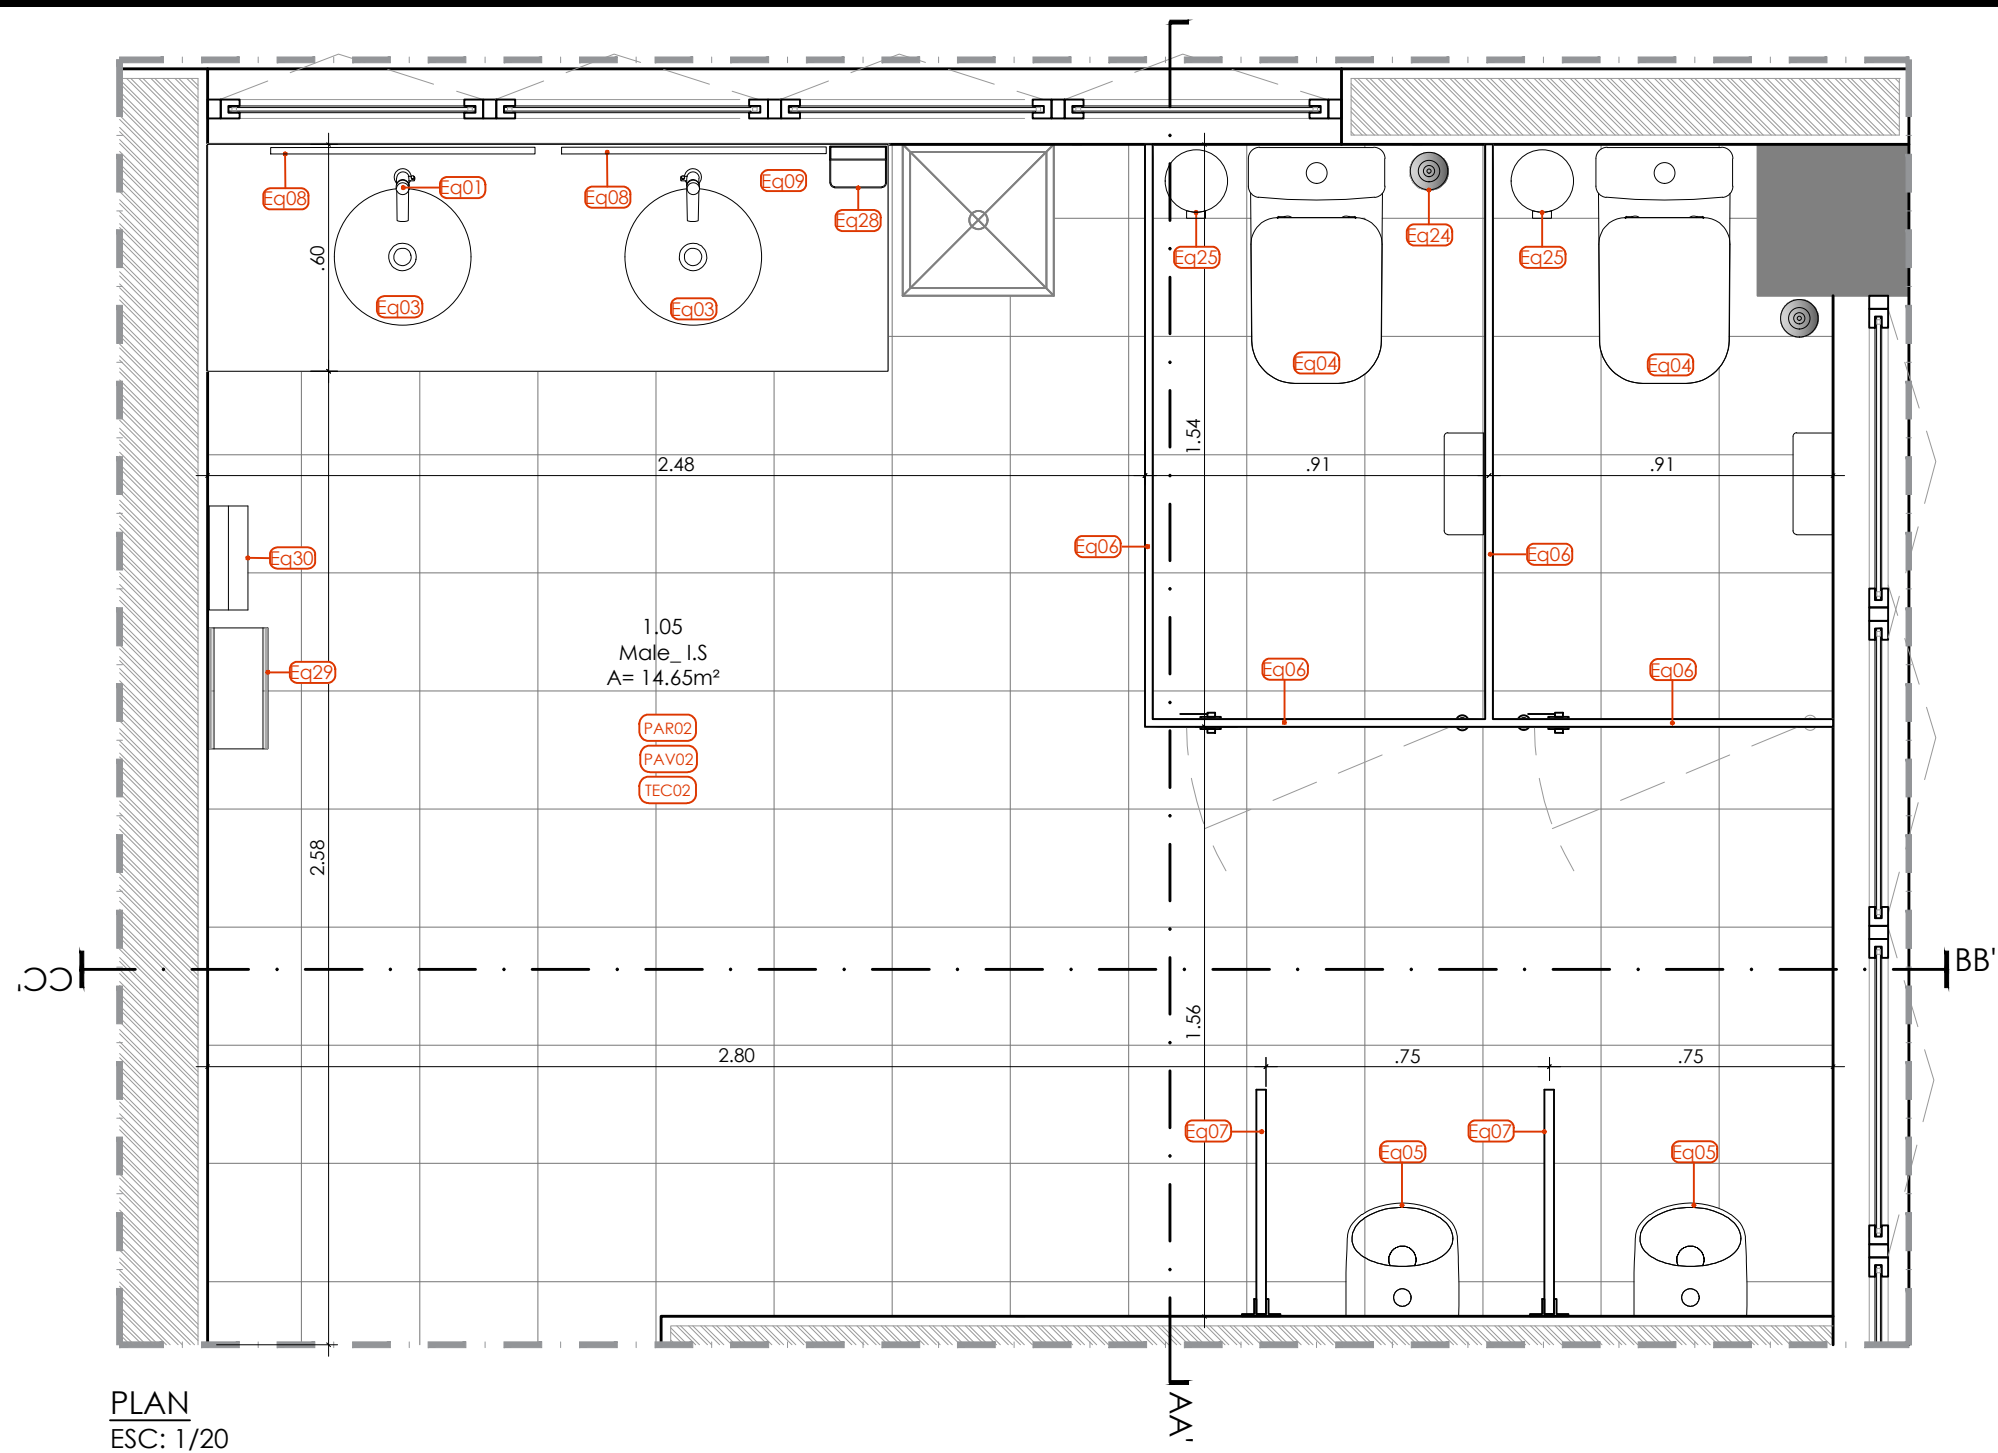 Eq08
Eq01
Eq08
Eq09
Eq28
Eq25
Eq24
Eq25
.60
Eq03
Eq03
Eq04
Eq04
1.54
2.48
.91
.91
Eq30
Eq06
Eq06
1.05
Male_ I.S
A= 14.65m²
Eq29
Eq06
Eq06
PAR02
PAV02
TEC02
2.58
CC'
BB'
1.56
2.80
.75
.75
Eq07
Eq07
Eq05
Eq05
PLAN
ESC: 1/20
AA'